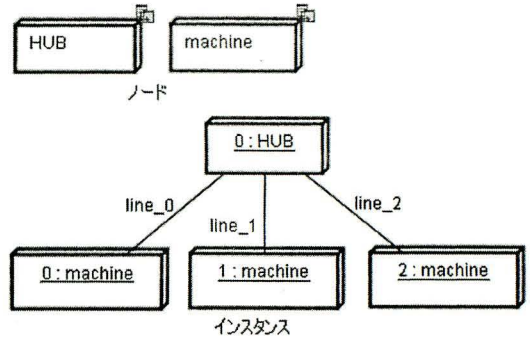 HUB
machine
ノード
0 : HUB
line_0
line_1
line_2
0 : machine
1 : machine
2 : machine
インスタンス